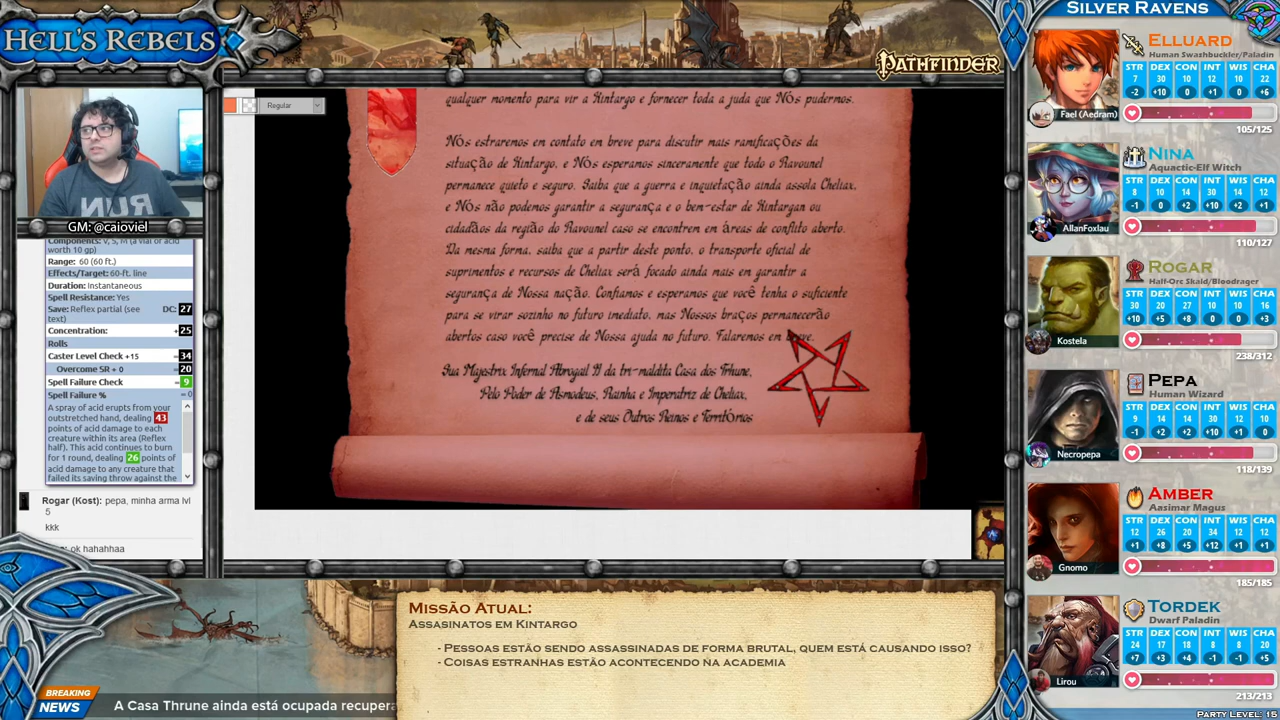 HELL'S REBELS
PATHFINDER
Regular
GM: @caioviel
qualquer momento para vir a Kintargo e fornecer toda a juda que Nós pudermos.
Nós estraremos em contato em breve para discutir mais ramificações da
situação de Kintargo, e Nós esperamos sinceramente que todo o Ravounel
permanece quieto e seguro. Saiba que a guerra e inquietação ainda assola Cheliax,
e Nós não podemos garantir a segurança e o bem-estar de Kintargan ou
cidadãos da região do Ravounel caso se encontrem em áreas de conflito aberto.
Da mesma forma, saiba que a partir deste ponto, o transporte oficial de
suprimentos e recursos de Cheliax será focado ainda mais em garantir a
segurança de Nossa nação. Confiamos e esperamos que você tenha o suficiente
para se virar sozinho no futuro imediato, mas Nossos braços permanecerão
abertos caso você precise de Nossa ajuda no futuro. Falaremos em breve.
Sua Majestrix Infernal Abrogail II da tri-maldita Casa dos Thrune,
Pelo Poder de Asmodeus, Rainha e Imperatriz de Cheliax,
e de seus Outros Reinos e Territórios
Components: V, S, M (a vial of acid
worth 10 gp)
Range: 60 (60 ft.)
Effects/Target: 60-ft. line
Duration: Instantaneous
Spell Resistance: Yes
Save: Reflex partial (see text) DC: 27
Concentration: +25
Rolls
Caster Level Check +15 =34
Overcome SR + 0 =20
Spell Failure Check =9
Spell Failure % =0
A spray of acid erupts from your
outstretched hand, dealing 43
points of acid damage to each
creature within its area (Reflex
half). This acid continues to burn
for 1 round, dealing 26 points of
acid damage to any creature that
failed its saving throw against the
Rogar (Kost): pepa, minha arma lvl
5
kkk
ok hahahhaa
MISSÃO ATUAL:
ASSASINATOS EM KINTARGO
- PESSOAS ESTÃO SENDO ASSASSINADAS DE FORMA BRUTAL, QUEM ESTÁ CAUSANDO ISSO?
- COISAS ESTRANHAS ESTÃO ACONTECENDO NA ACADEMIA
BREAKING
NEWS
A Casa Thrune ainda está ocupada recupera
SILVER RAVENS
ELLUARD
Human Swashbuckler/Paladin
STR DEX CON INT WIS CHA
7 30 10 12 10 22
-2 +10 0 +1 0 +6
Fael (Aedram)
105/125
NINA
Aquactic-Elf Witch
STR DEX CON INT WIS CHA
8 10 14 30 14 12
-1 0 +2 +10 +2 +1
AllanFoxlau
110/127
ROGAR
Half-Orc Skald/Bloodrager
STR DEX CON INT WIS CHA
30 20 27 10 10 16
+10 +5 +8 0 0 +3
Kostela
238/312
PEPA
Human Wizard
STR DEX CON INT WIS CHA
9 14 14 30 12 10
-1 +2 +2 +10 +1 0
Necropepa
118/139
AMBER
Aasimar Magus
STR DEX CON INT WIS CHA
12 26 20 34 12 12
+1 +8 +5 +12 +1 +1
Gnomo
185/185
TORDEK
Dwarf Paladin
STR DEX CON INT WIS CHA
24 17 18 8 8 20
+7 +3 +4 -1 -1 +5
Lirou
213/213
PARTY LEVEL: 15